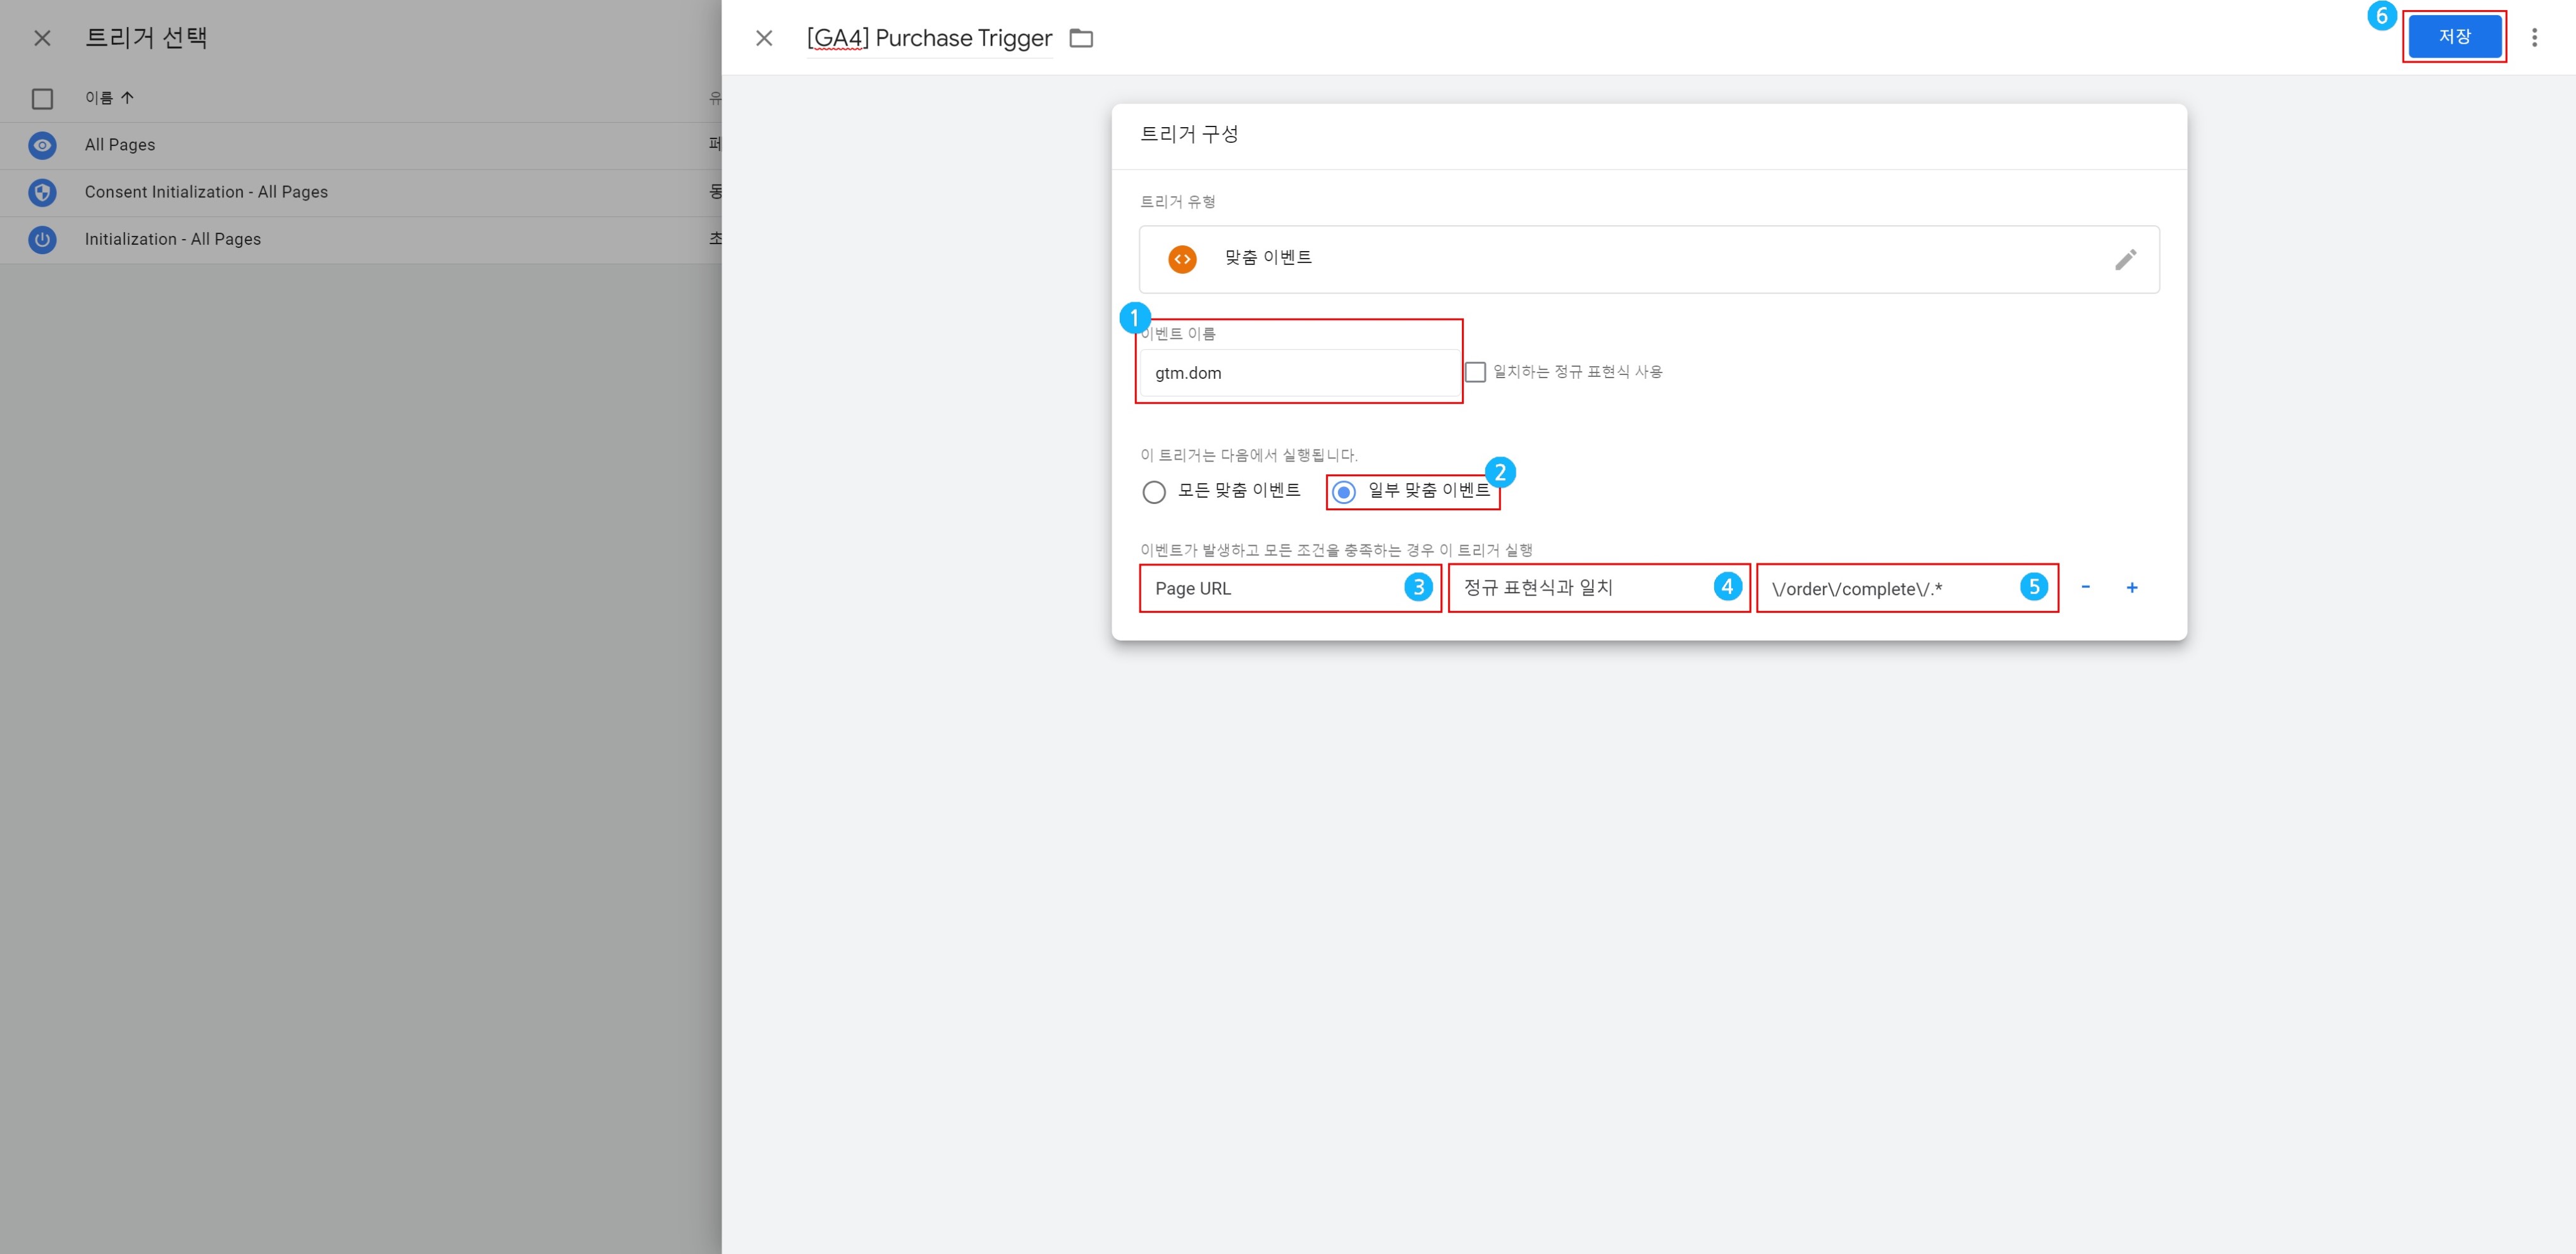 트리거 선택
이름
유
All Pages
페
Consent Initialization - All Pages
동
Initialization - All Pages
초
[GA4] Purchase Trigger
6
저장
트리거 구성
트리거 유형
맞춤 이벤트
1
이벤트 이름
gtm.dom
일치하는 정규 표현식 사용
이 트리거는 다음에서 실행됩니다.
모든 맞춤 이벤트
일부 맞춤 이벤트
2
이벤트가 발생하고 모든 조건을 충족하는 경우 이 트리거 실행
Page URL
3
정규 표현식과 일치
4
\/order\/complete\/.*
5
-
+